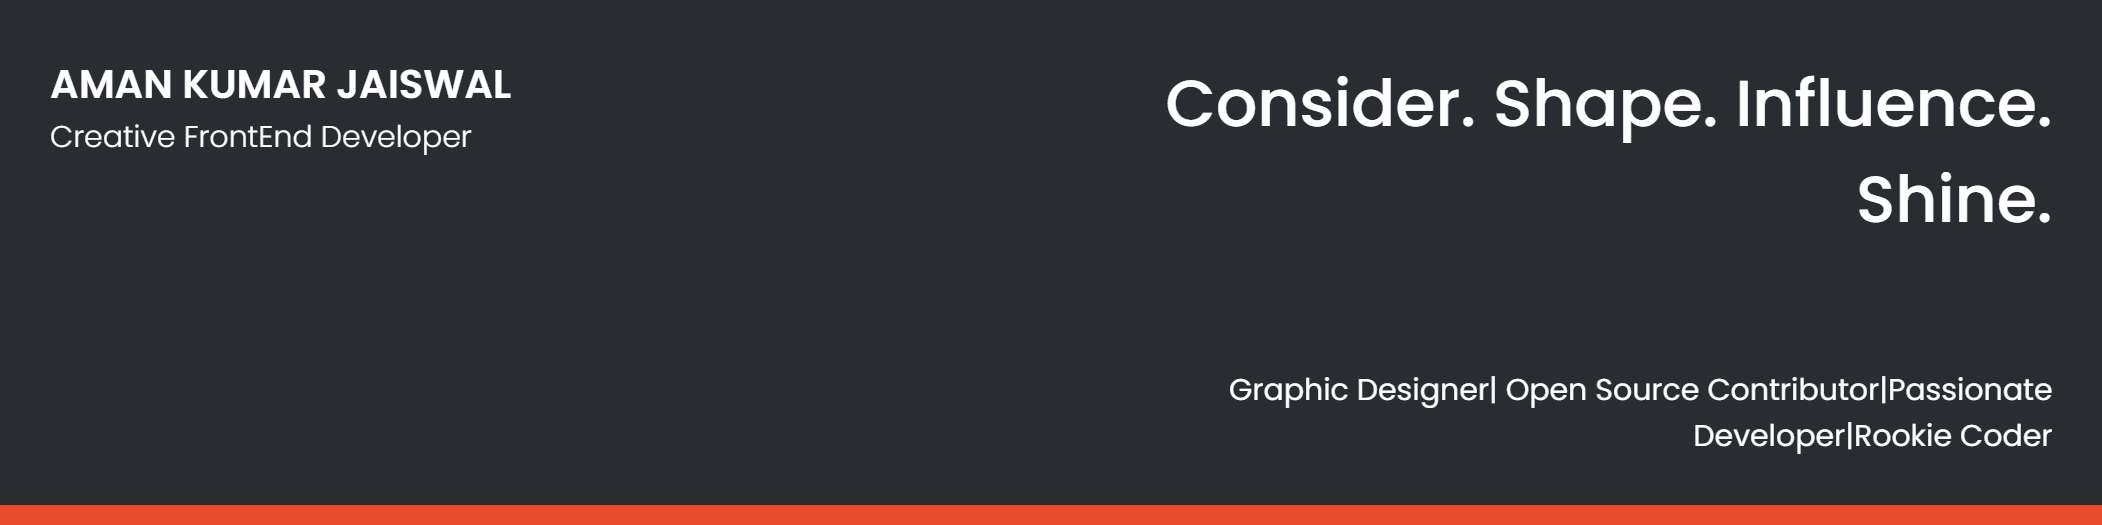 AMAN KUMAR JAISWAL
Creative FrontEnd Developer
Consider. Shape. Influence.
Shine.
Graphic Designer| Open Source Contributor|Passionate
Developer|Rookie Coder